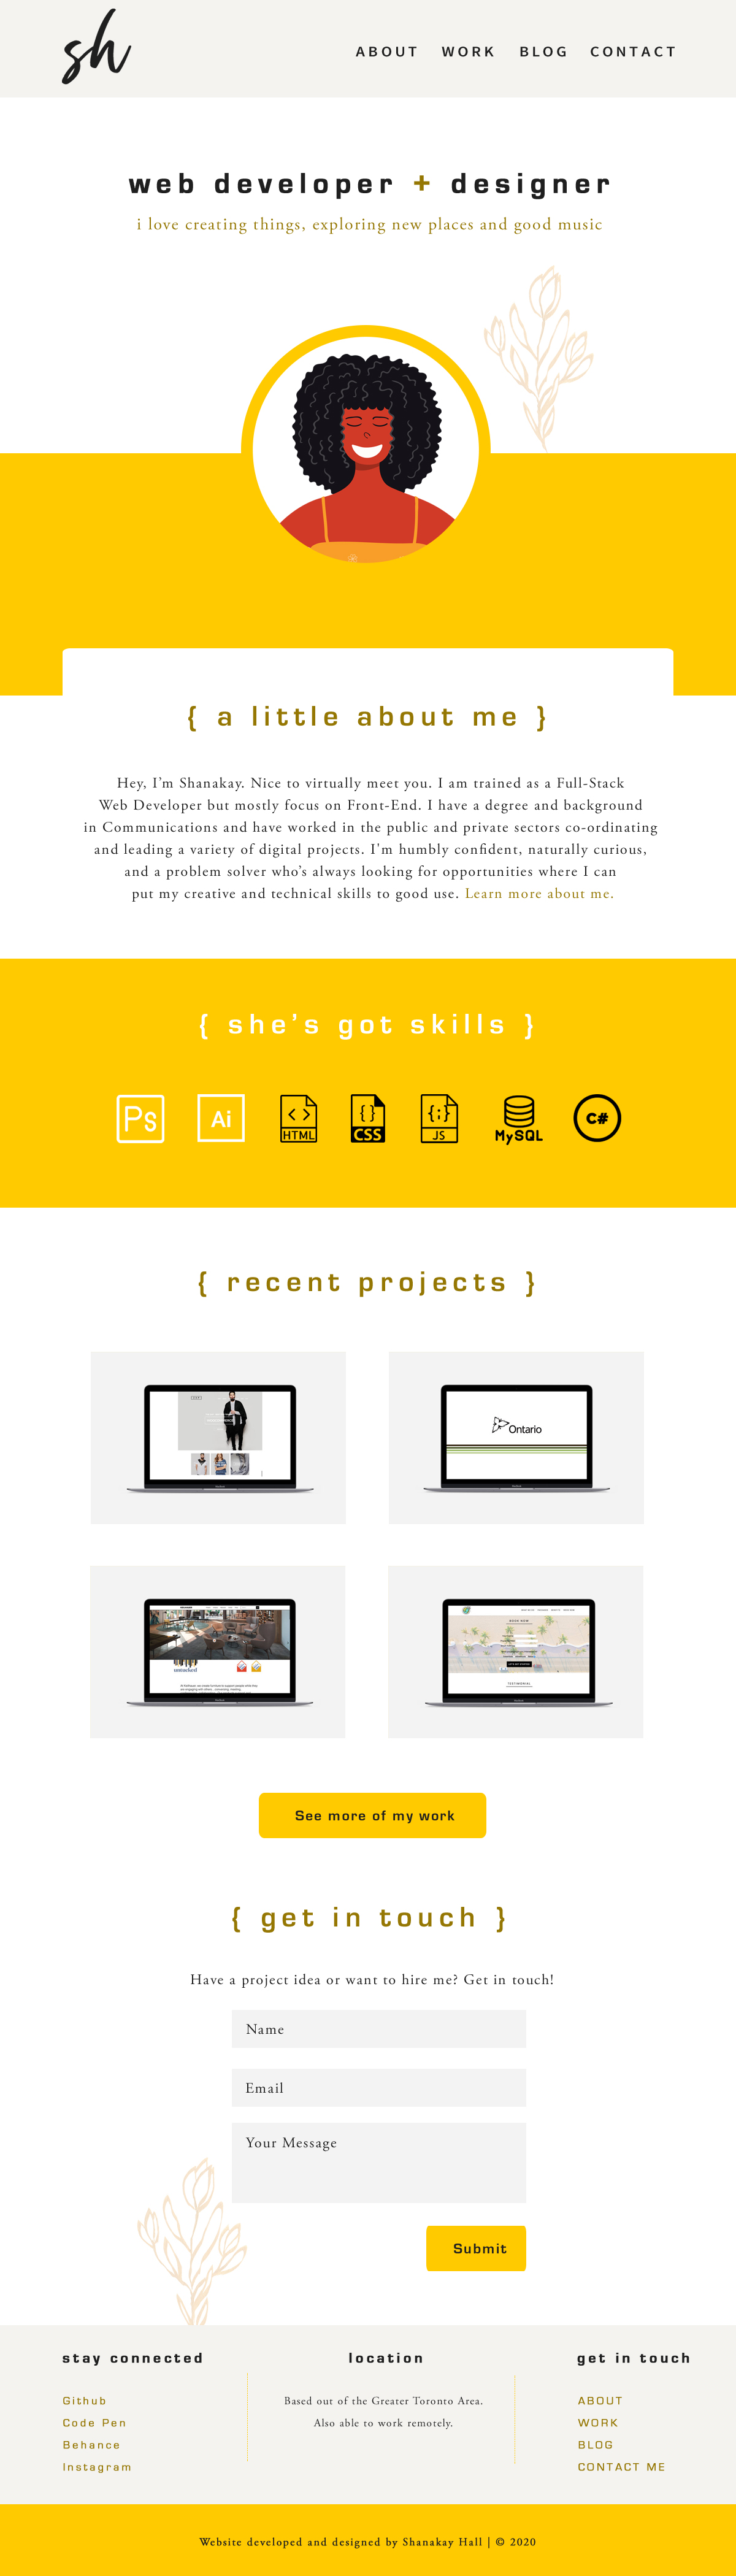 sh
ABOUT WORK BLOG CONTACT
web developer + designer
i love creating things, exploring new places and good music
{ a little about me }
Hey, I’m Shanakay. Nice to virtually meet you. I am trained as a Full-Stack
Web Developer but mostly focus on Front-End. I have a degree and background
in Communications and have worked in the public and private sectors co-ordinating
and leading a variety of digital projects. I'm humbly confident, naturally curious,
and a problem solver who’s always looking for opportunities where I can
put my creative and technical skills to good use. Learn more about me.
{ she’s got skills }
Ps Ai <> HTML {} CSS {;} JS MySQL C#
{ recent projects }
Ontario
untucked
BOOK NOW
TESTIMONIAL
See more of my work
{ get in touch }
Have a project idea or want to hire me? Get in touch!
Name
Email
Your Message
Submit
stay connected
Github
Code Pen
Behance
Instagram
location
Based out of the Greater Toronto Area.
Also able to work remotely.
get in touch
ABOUT
WORK
BLOG
CONTACT ME
Website developed and designed by Shanakay Hall | © 2020